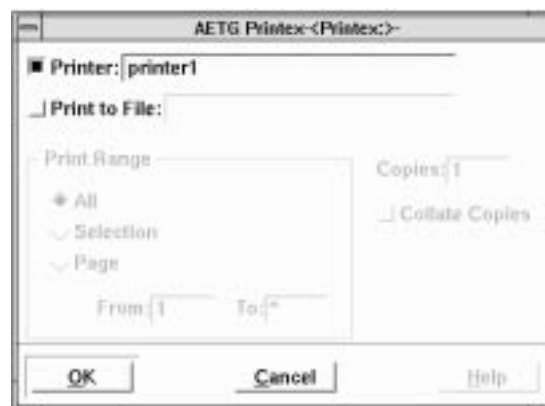 AETG Printex-<Printex:>-
Printer: printer1
Print to File:
Print Range
Copies: 1
All
Collate Copies
Selection
Page
From: 1 To: *
OK Cancel Help